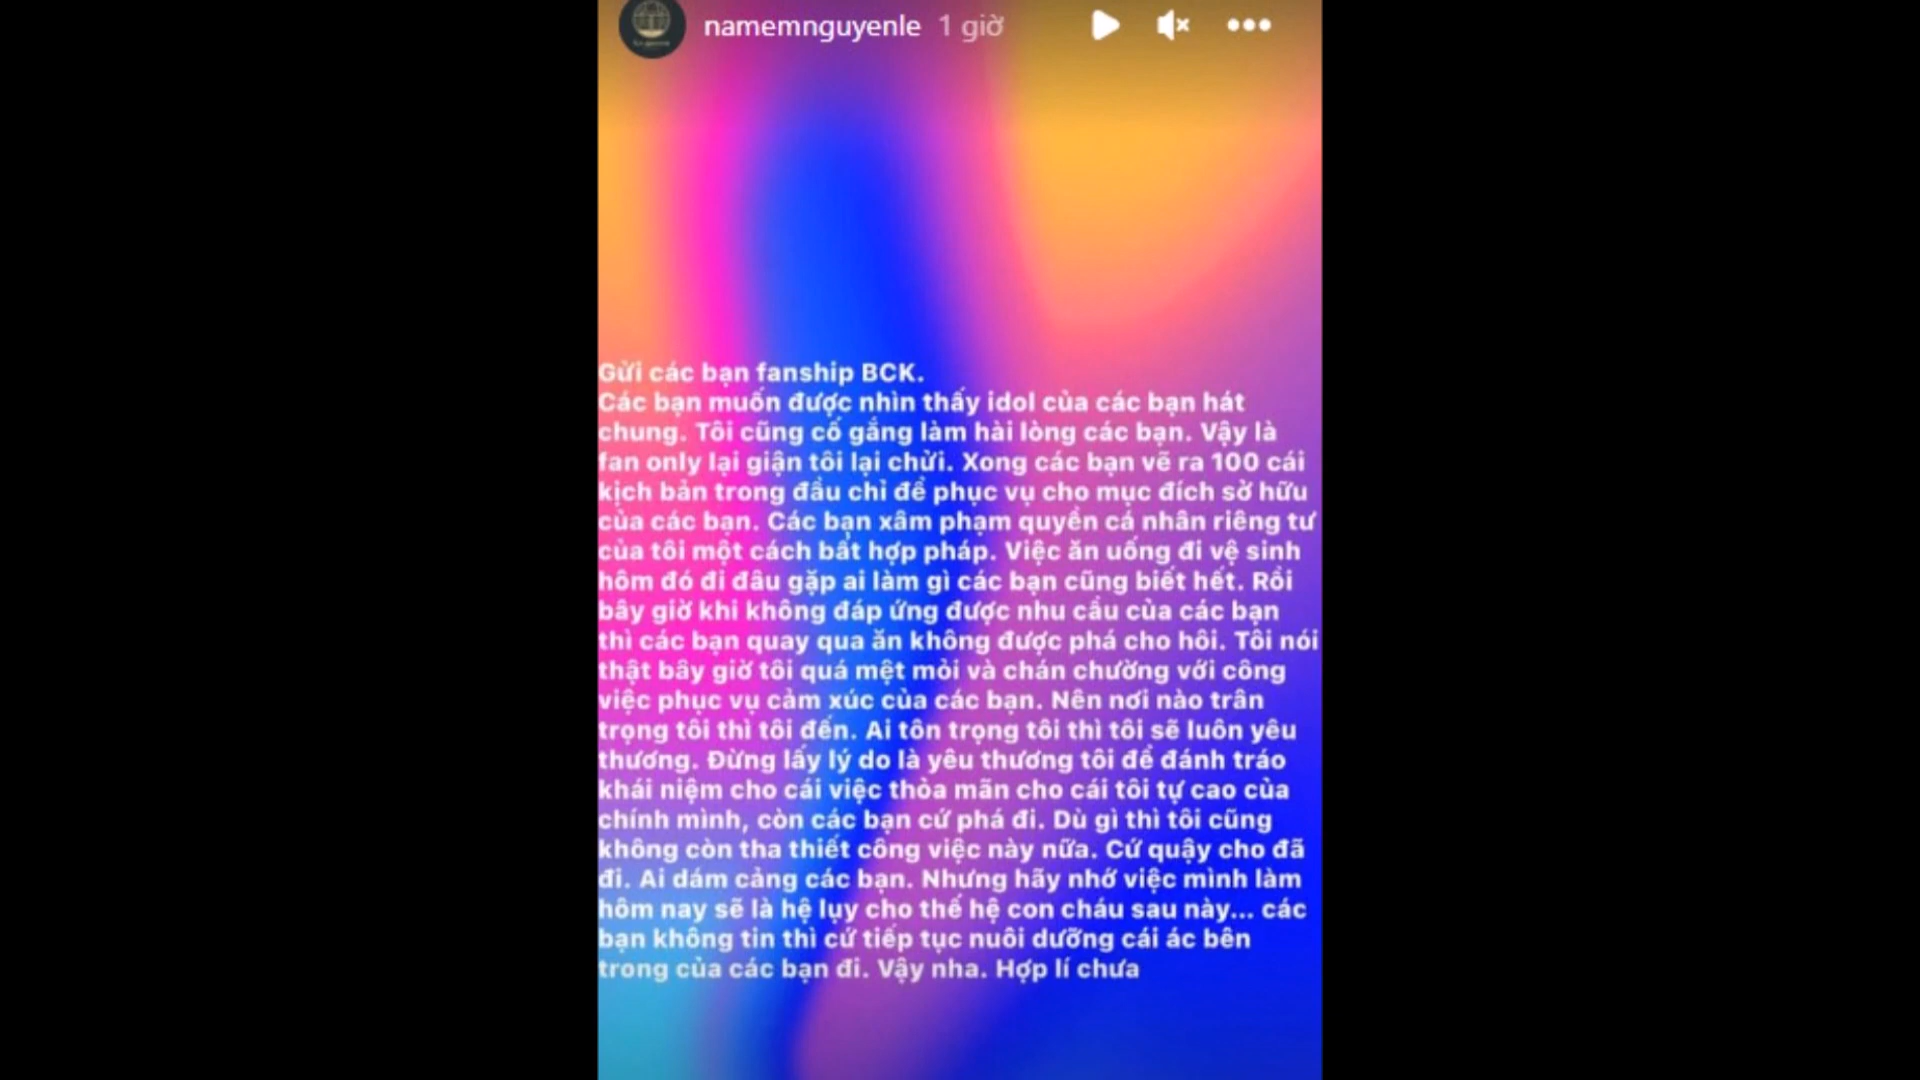 namemnguyenle 1 giờ
Gửi các bạn fanship BCK.
Các bạn muốn được nhìn thấy idol của các bạn hát
chung. Tôi cũng cố gắng làm hài lòng các bạn. Vậy là
fan only lại giận tôi lại chửi. Xong các bạn vẽ ra 100 cái
kịch bản trong đầu chỉ để phục vụ cho mục đích sở hữu
của các bạn. Các bạn xâm phạm quyền cá nhân riêng tư
của tôi một cách bất hợp pháp. Việc ăn uống đi vệ sinh
hôm đó đi đâu gặp ai làm gì các bạn cũng biết hết. Rồi
bây giờ khi không đáp ứng được nhu cầu của các bạn
thì các bạn quay qua ăn không được phá cho hôi. Tôi nói
thật bây giờ tôi quá mệt mỏi và chán chường với công
việc phục vụ cảm xúc của các bạn. Nên nơi nào trân
trọng tôi thì tôi đến. Ai tôn trọng tôi thì tôi sẽ luôn yêu
thương. Đừng lấy lý do là yêu thương tôi để đánh tráo
khái niệm cho cái việc thỏa mãn cho cái tôi tự cao của
chính mình, còn các bạn cứ phá đi. Dù gì thì tôi cũng
không còn tha thiết công việc này nữa. Cứ quậy cho đã
đi. Ai dám cảng các bạn. Nhưng hãy nhớ việc mình làm
hôm nay sẽ là hệ lụy cho thế hệ con cháu sau này... các
bạn không tin thì cứ tiếp tục nuôi dưỡng cái ác bên
trong của các bạn đi. Vậy nha. Hợp lí chưa